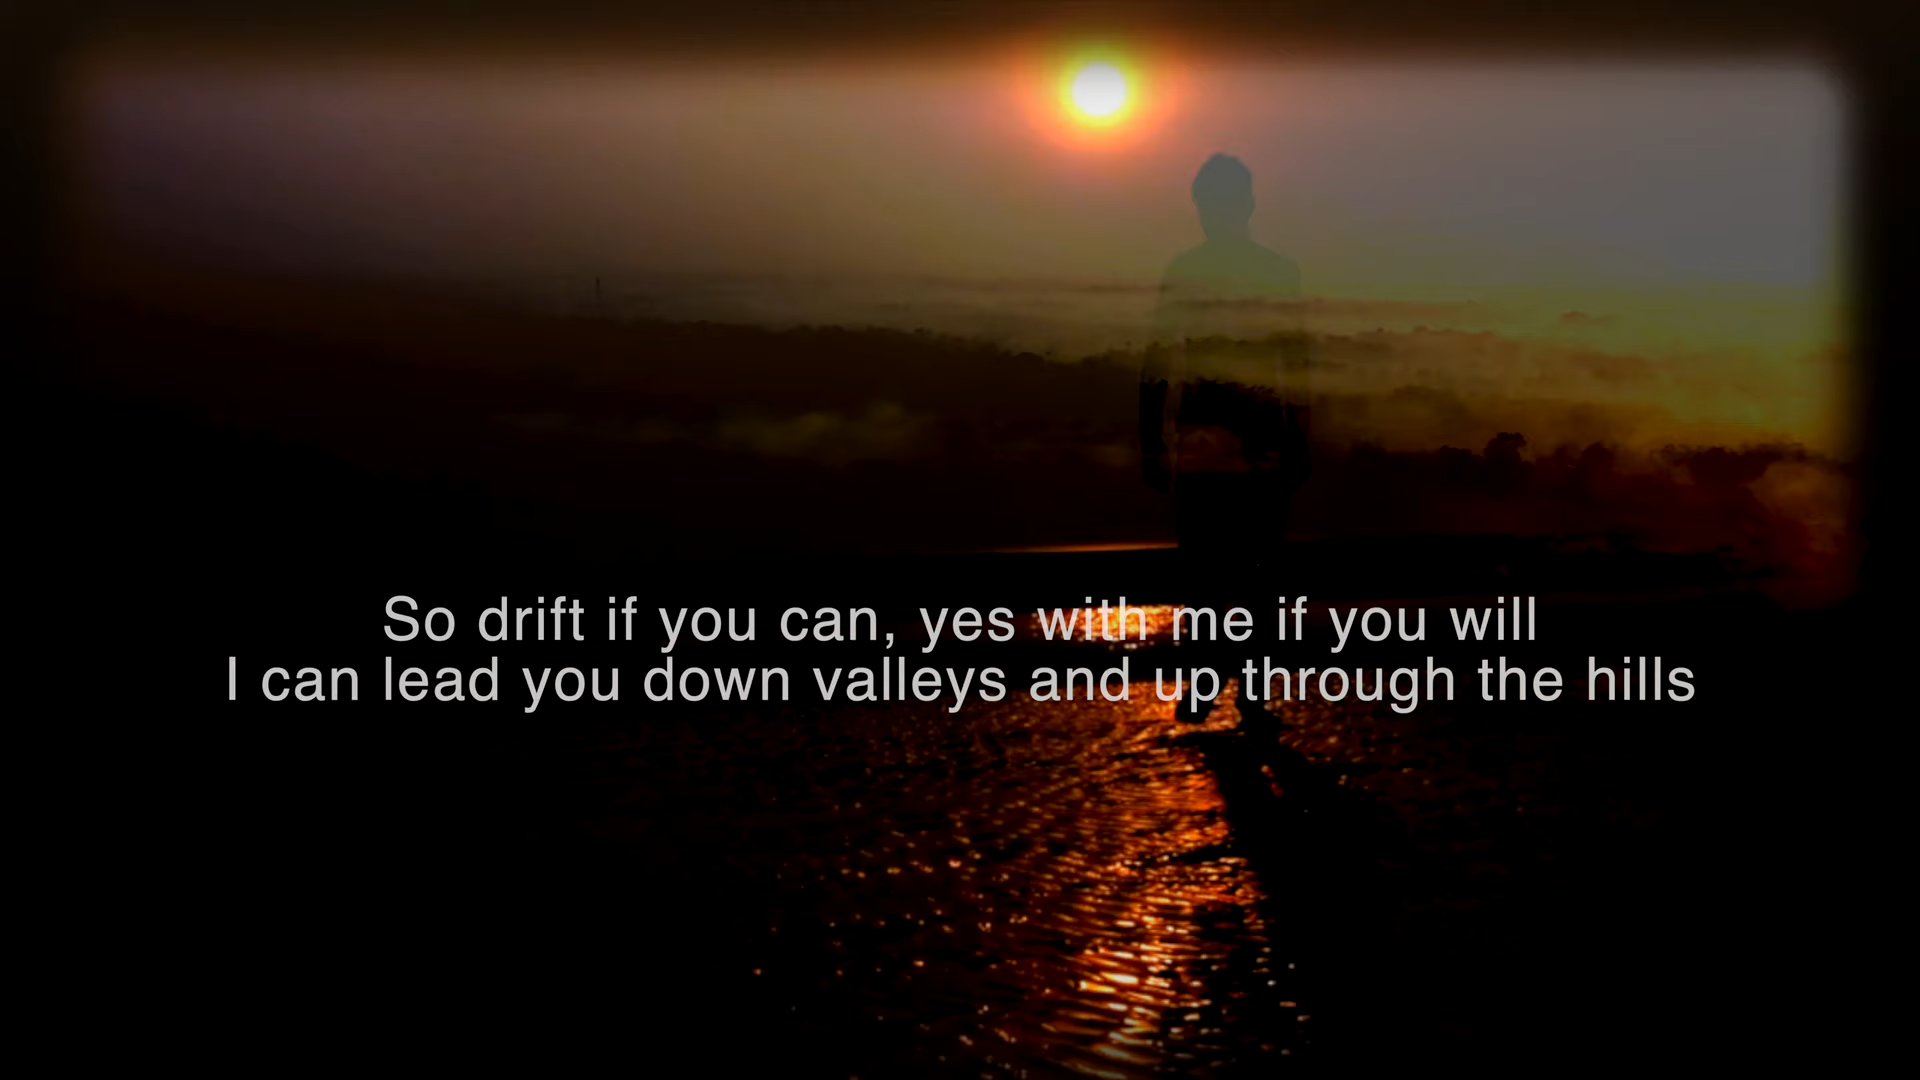 So drift if you can, yes with me if you will
I can lead you down valleys and up through the hills